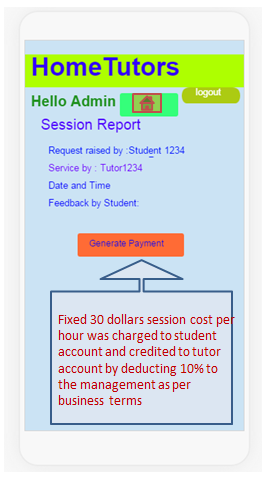 HomeTutors
logout
Hello Admin
Session Report
Request raised by :Student 1234
Service by : Tutor1234
Date and Time
Feedback by Student:
Generate Payment
Fixed 30 dollars session cost per
hour was charged to student
account and credited to tutor
account by deducting 10% to
the management as per
business terms